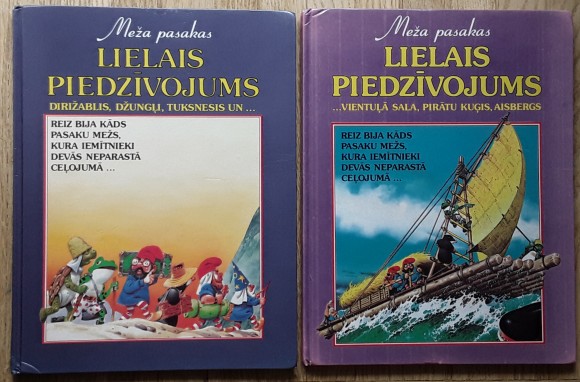 Meža pasakas
LIELAIS
PIEDZĪVOJUMS
DIRIŽABLIS, DŽUNGĻI, TUKSNESIS UN ...
REIZ BIJA KĀDS
PASAKU MEŽS,
KURA IEMĪTNIEKI
DEVĀS NEPARASTĀ
CEĻOJUMĀ ...
Meža pasakas
LIELAIS
PIEDZĪVOJUMS
...VIENTUĻĀ SALA, PIRĀTU KUĢIS, AISBERGS
REIZ BIJA KĀDS
PASAKU MEŽS,
KURA IEMĪTNIEKI
DEVĀS NEPARASTĀ
CEĻOJUMĀ ...